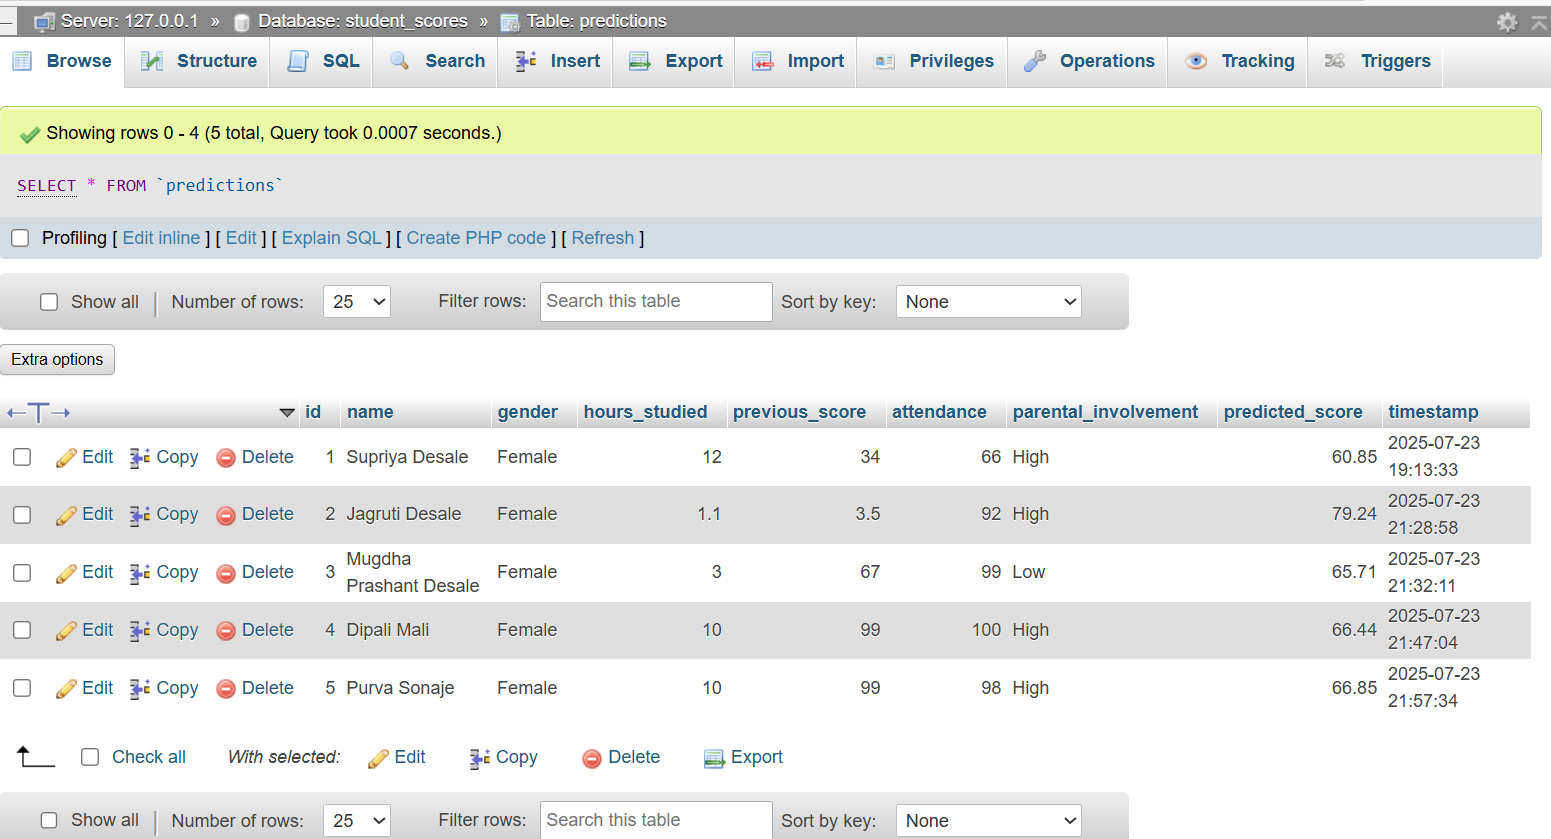 Server: 127.0.0.1 » Database: student_scores » Table: predictions
Browse Structure SQL Search Insert Export Import Privileges Operations Tracking Triggers
Showing rows 0 - 4 (5 total, Query took 0.0007 seconds.)
SELECT * FROM `predictions`
Profiling [ Edit inline ] [ Edit ] [ Explain SQL ] [ Create PHP code ] [ Refresh ]
Show all | Number of rows: 25 Filter rows: Search this table Sort by key: None
Extra options
id name gender hours_studied previous_score attendance parental_involvement predicted_score timestamp
Edit Copy Delete 1 Supriya Desale Female 12 34 66 High 60.85 2025-07-23
19:13:33
Edit Copy Delete 2 Jagruti Desale Female 1.1 3.5 92 High 79.24 2025-07-23
21:28:58
Edit Copy Delete 3 Mugdha
Prashant Desale Female 3 67 99 Low 65.71 2025-07-23
21:32:11
Edit Copy Delete 4 Dipali Mali Female 10 99 100 High 66.44 2025-07-23
21:47:04
Edit Copy Delete 5 Purva Sonaje Female 10 99 98 High 66.85 2025-07-23
21:57:34
Check all With selected: Edit Copy Delete Export
Show all | Number of rows: 25 Filter rows: Search this table Sort by key: None